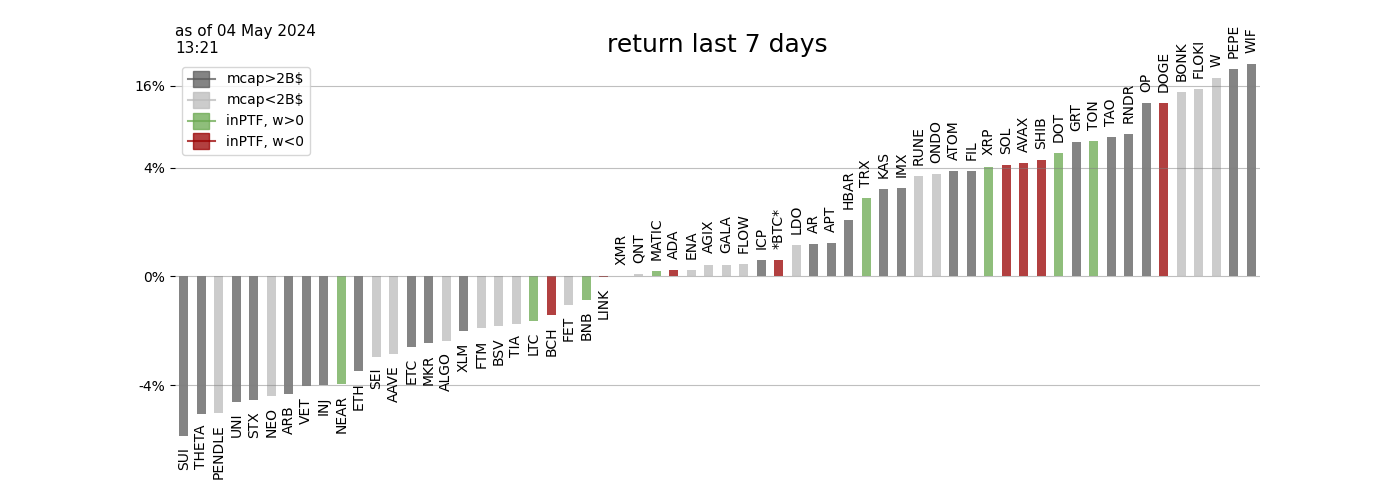 as of 04 May 2024
13:21
return last 7 days
mcap>2B$
mcap<2B$
inPTF, w>0
inPTF, w<0
16%
4%
0%
-4%
SUI
THETA
PENDLE
UNI
STX
NEO
ARB
VET
INJ
NEAR
ETH
SEI
AAVE
ETC
MKR
ALGO
XLM
FTM
BSV
TIA
LTC
BCH
FET
BNB
LINK
XMR
QNT
MATIC
ADA
ENA
AGIX
GALA
FLOW
ICP
*BTC*
LDO
AR
APT
HBAR
TRX
KAS
IMX
RUNE
ONDO
ATOM
FIL
XRP
SOL
AVAX
SHIB
DOT
GRT
TON
TAO
RNDR
OP
DOGE
BONK
FLOKI
W
PEPE
WIF